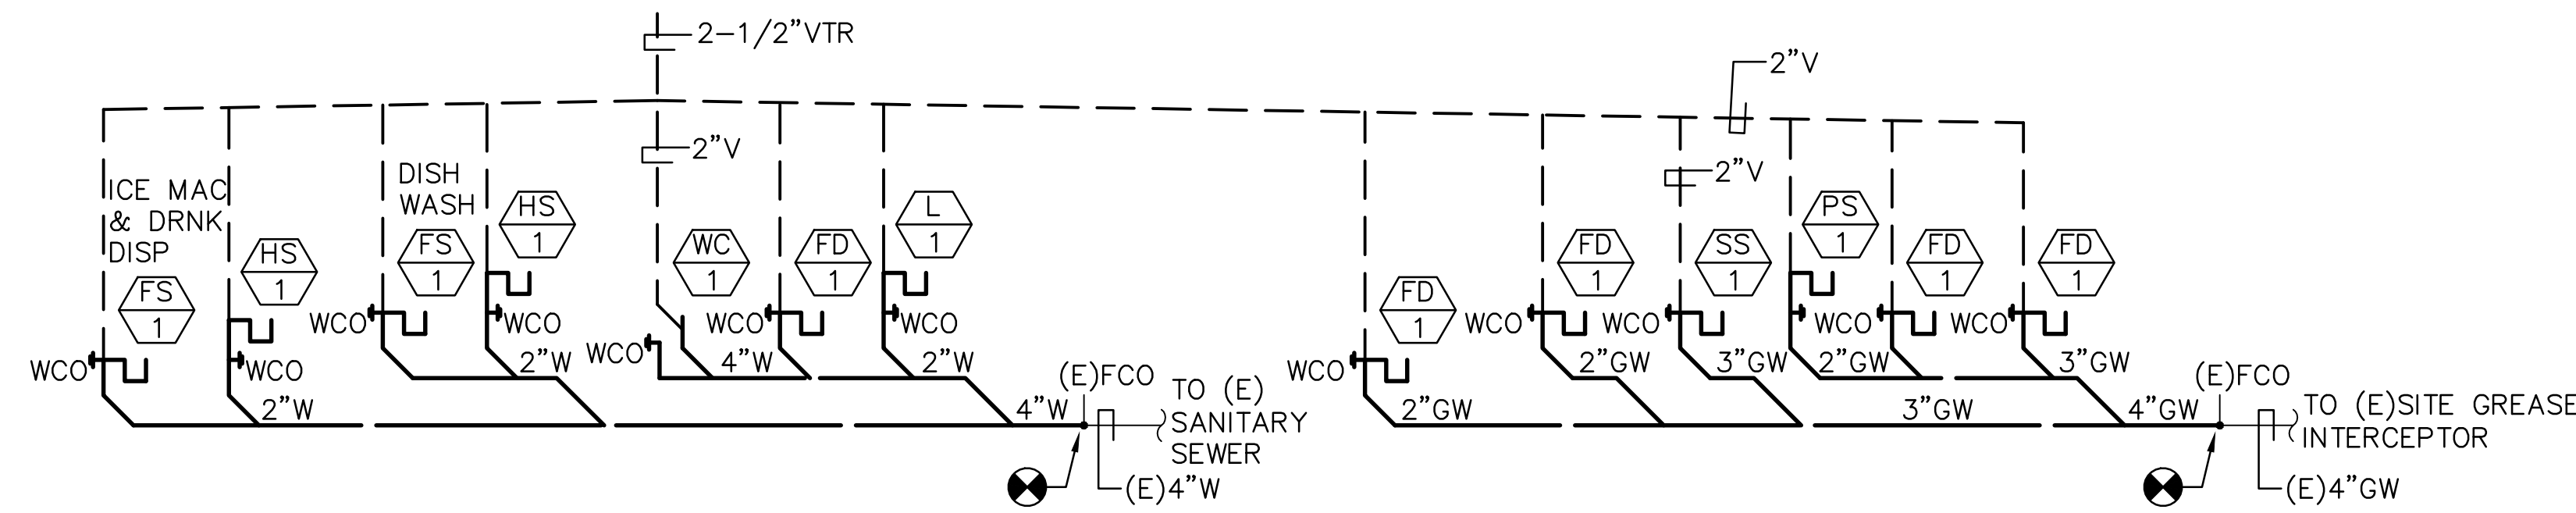 2-1/2"VTR
2"V
2"V
2"V
ICE MAC
& DRNK
DISP
FS
1
HS
1
DISH
WASH
FS
1
HS
1
WC
1
FD
1
L
1
FD
1
FD
1
SS
1
PS
1
FD
1
FD
1
WCO
WCO
WCO
WCO
WCO
WCO
WCO
WCO
WCO
WCO
WCO
WCO
WCO
2"W
2"W
4"W
2"W
4"W
(E)FCO
TO (E)
SANITARY
SEWER
(E)4"W
2"GW
2"GW
3"GW
2"GW
3"GW
3"GW
4"GW
(E)FCO
TO (E)SITE GREASE
INTERCEPTOR
(E)4"GW